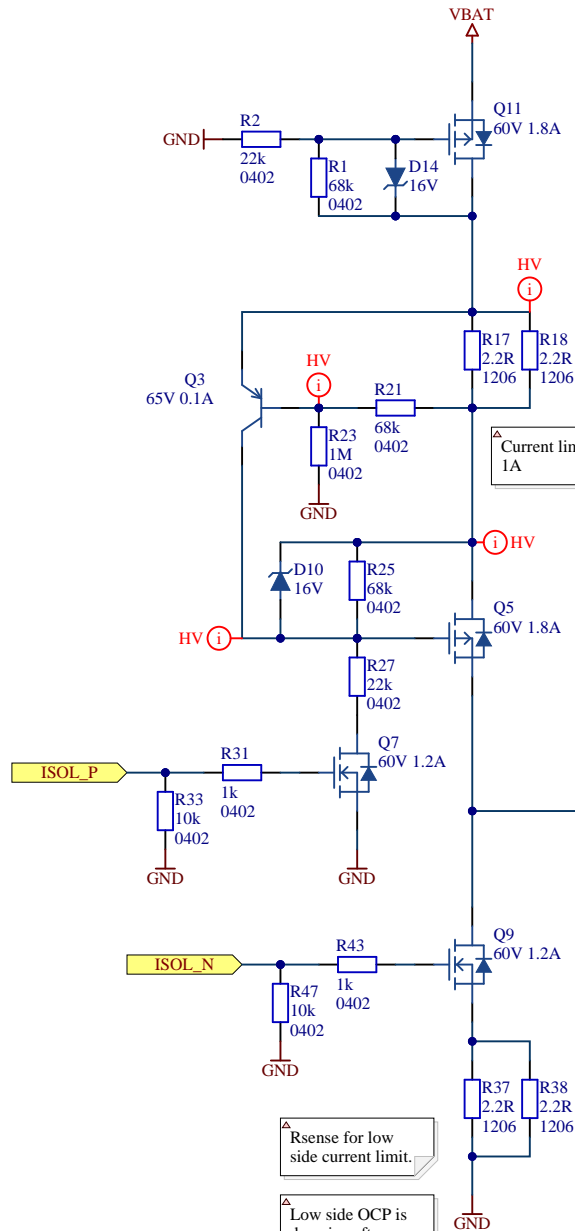 VBAT
Q11
60V 1.8A
R2
22k
0402
GND
R1
68k
0402
D14
16V
HV
R17
2.2R
1206
R18
2.2R
1206
Q3
65V 0.1A
HV
R21
68k
0402
R23
1M
0402
GND
Current
1A
HV
D10
16V
R25
68k
0402
Q5
60V 1.8A
HV
R27
22k
0402
Q7
60V 1.2A
ISOL_P
R31
1k
0402
R33
10k
0402
GND
GND
Q9
60V 1.2A
ISOL_N
R43
1k
0402
R47
10k
0402
GND
R37
2.2R
1206
R38
2.2R
1206
Rsense for low
side current limit.
Low side OCP is
GND